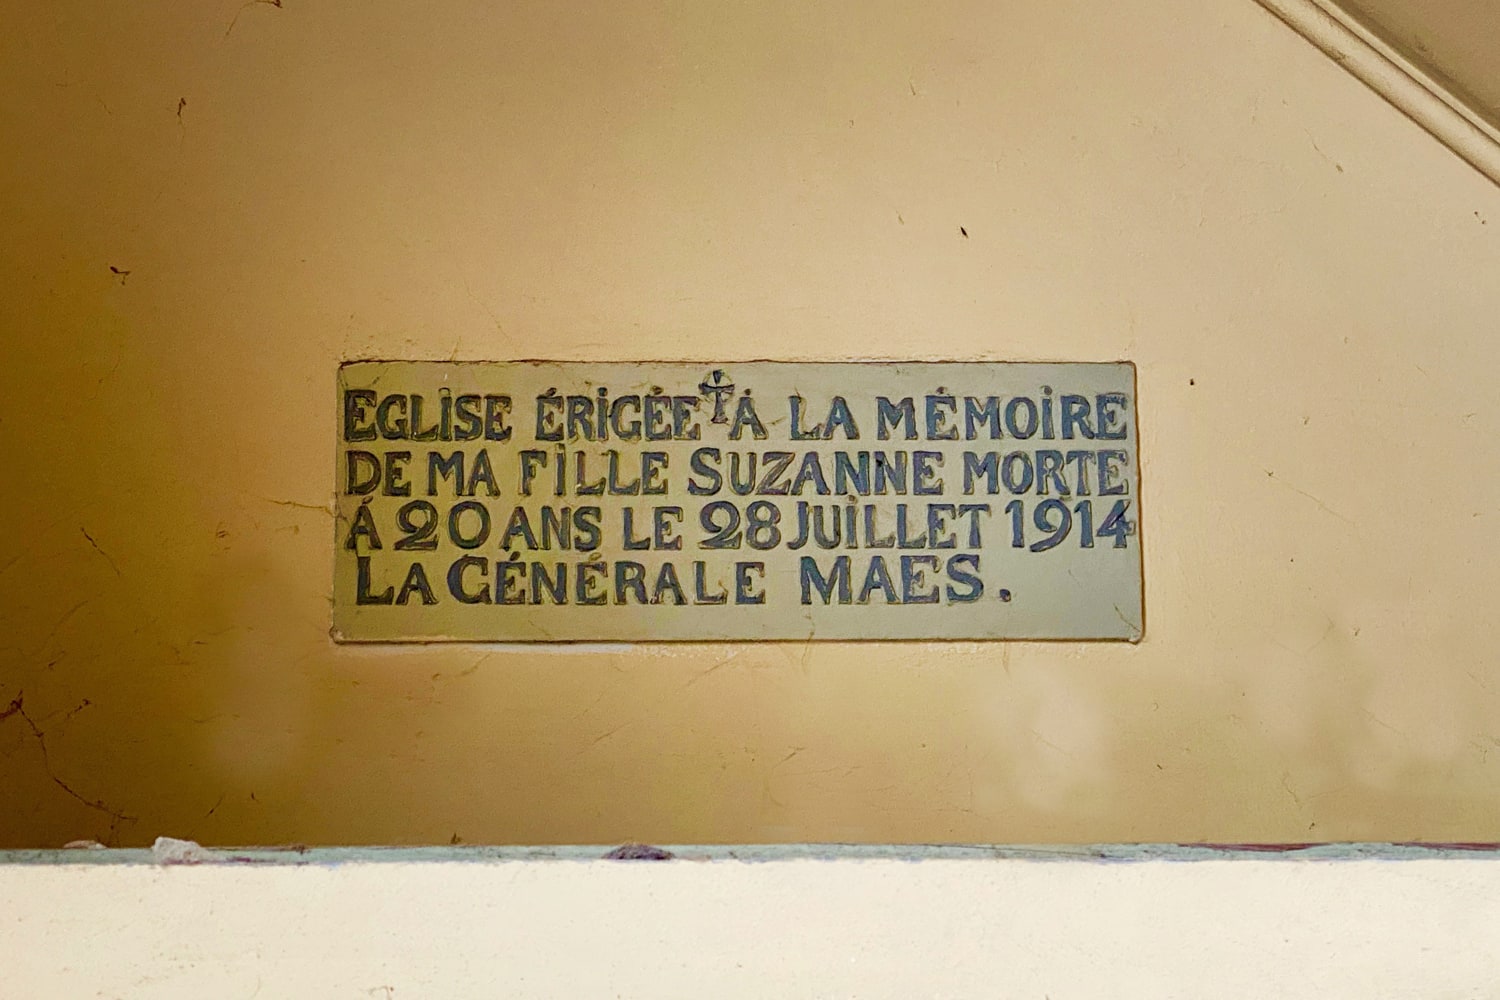 EGLISE ÉRIGÉE À LA MÉMOIRE
DE MA FILLE SUZANNE MORTE
À 20 ANS LE 28 JUILLET 1914
LA GÉNÉRALE MAES.